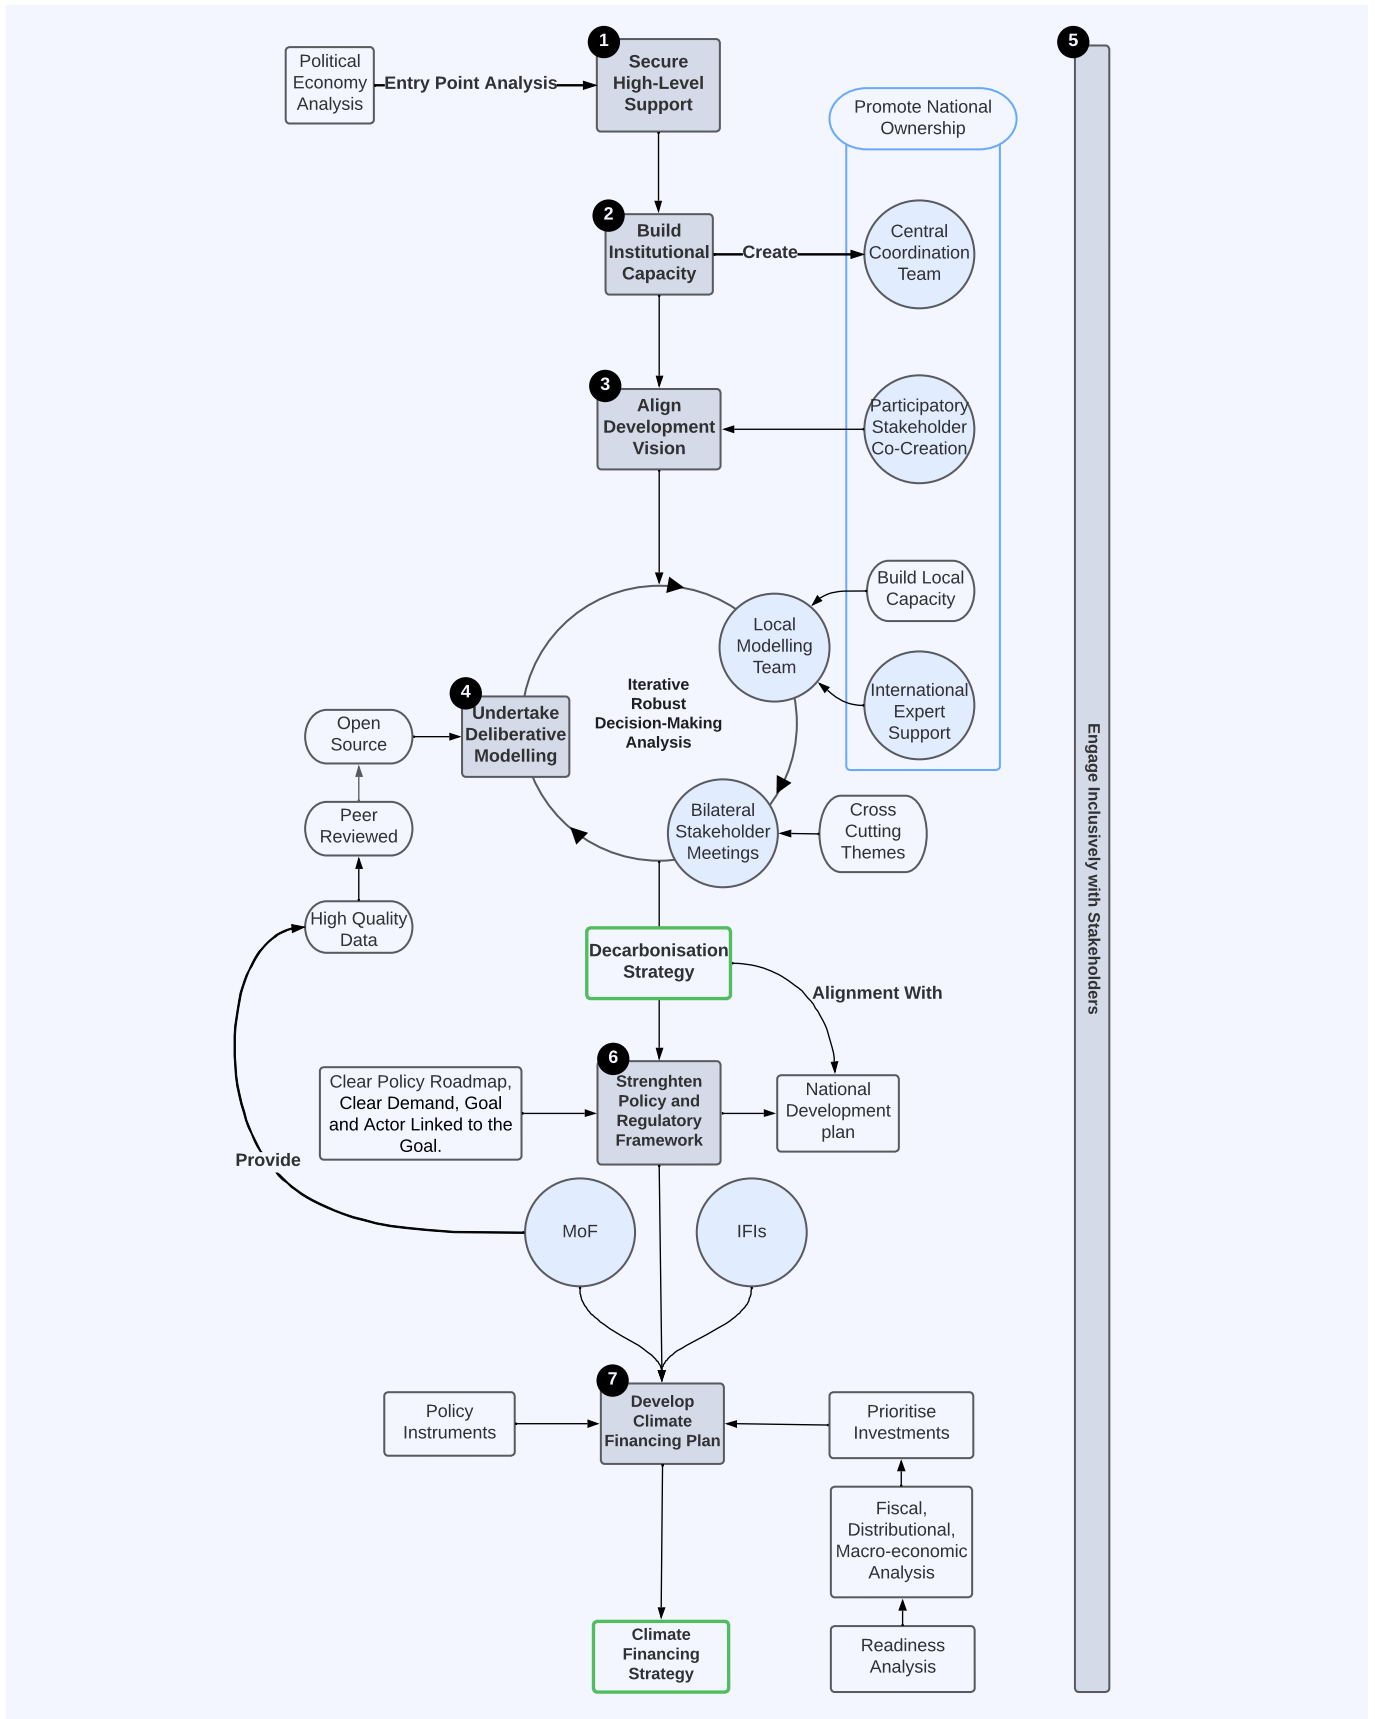 1
5
Political
Economy
Analysis
Entry Point Analysis
Secure
High-Level
Support
Promote National
Ownership
2
Build
Institutional
Capacity
Create
Central
Coordination
Team
3
Align
Development
Vision
Participatory
Stakeholder
Co-Creation
Build Local
Capacity
Local
Modelling
Team
International
Expert
Support
Iterative
Robust
Decision-Making
Analysis
4
Undertake
Deliberative
Modelling
Open
Source
Peer
Reviewed
High Quality
Data
Bilateral
Stakeholder
Meetings
Cross
Cutting
Themes
Engage Inclusively with Stakeholders
Decarbonisation
Strategy
Alignment With
6
Strenghten
Policy and
Regulatory
Framework
Clear Policy Roadmap,
Clear Demand, Goal
and Actor Linked to the
Goal.
National
Development
plan
Provide
MoF
IFIs
7
Develop
Climate
Financing Plan
Policy
Instruments
Prioritise
Investments
Fiscal,
Distributional,
Macro-economic
Analysis
Readiness
Analysis
Climate
Financing
Strategy